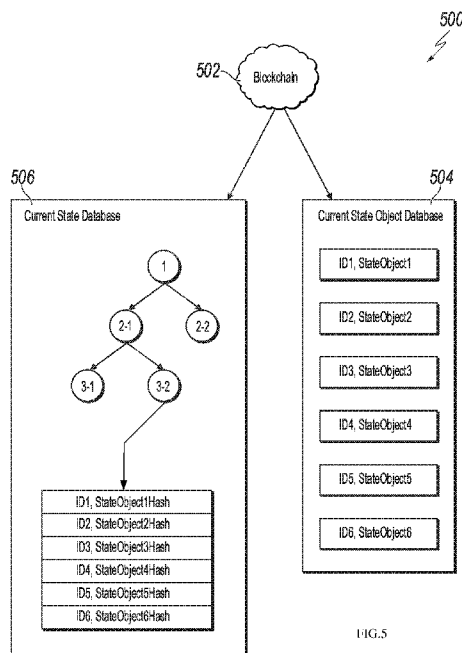 500
502
Blockchain
506
504
Current State Database
Current State Object Database
1
ID1, StateObject1
2-1
2-2
ID2, StateObject2
3-1
3-2
ID3, StateObject3
ID4, StateObject4
ID5, StateObject5
ID6, StateObject6
ID1, StateObject1Hash
ID2, StateObject2Hash
ID3, StateObject3Hash
ID4, StateObject4Hash
ID5, StateObject5Hash
ID6, StateObject6Hash
FIG.5